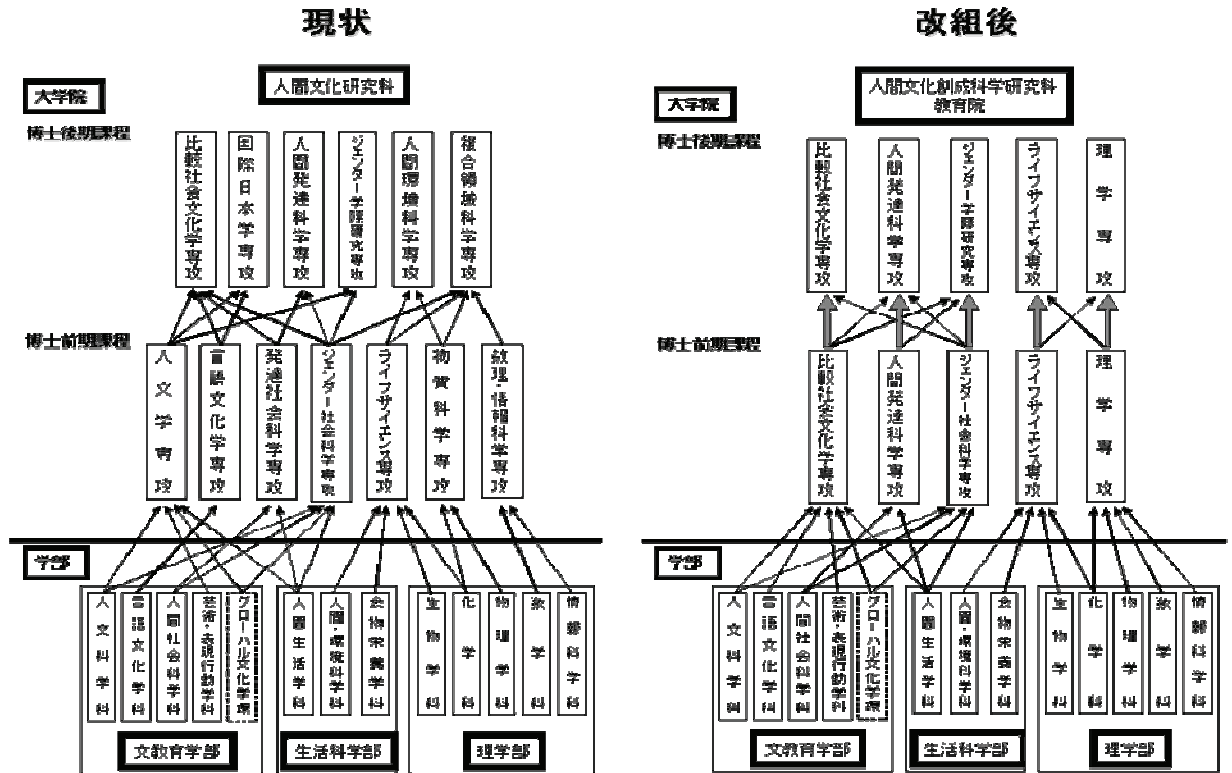 現状
人間文化研究科
大学院
博士後期課程
比較社会文化学専攻
国際日本学専攻
人間発達科学専攻
ジェンダー学際研究専攻
人間環境科学専攻
複合領域科学専攻
博士前期課程
人文学専攻
言語文化学専攻
発達社会科学専攻
ジェンダー社会科学専攻
ライフサイエンス専攻
物質科学専攻
数理・情報科学専攻
学部
人文科学科
言語文化学科
人間社会科学科
芸術・表現行動学科
グローバル文化学環
人間生活学科
人間・環境科学科
食物栄養学科
生物学科
化学科
物理学科
数学科
情報科学科
文教育学部
生活科学部
理学部
改組後
人間文化創成科学研究科
教育院
大学院
博士後期課程
比較社会文化学専攻
人間発達科学専攻
ジェンダー学際研究専攻
ライフサイエンス専攻
理学専攻
博士前期課程
比較社会文化学専攻
人間発達科学専攻
ジェンダー社会科学専攻
ライフサイエンス専攻
理学専攻
学部
人文科学科
言語文化学科
人間社会科学科
芸術・表現行動学科
グローバル文化学環
人間生活学科
人間・環境科学科
食物栄養学科
生物学科
化学科
物理学科
数学科
情報科学科
文教育学部
生活科学部
理学部